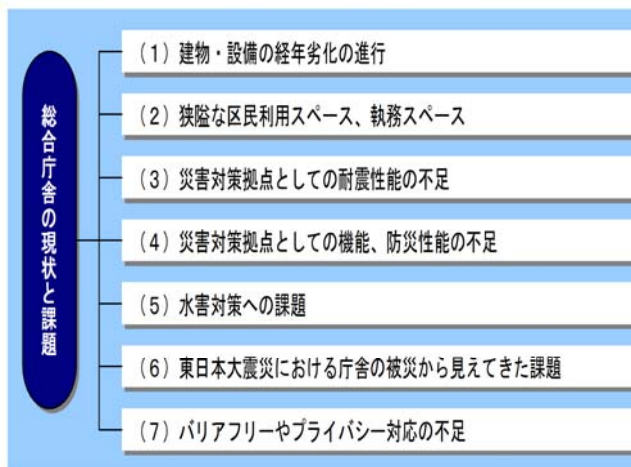 総合庁舎の現状と課題
（1）建物・設備の経年劣化の進行
（2）狭隘な区民利用スペース、執務スペース
（3）災害対策拠点としての耐震性能の不足
（4）災害対策拠点としての機能、防災性能の不足
（5）水害対策への課題
（6）東日本大震災における庁舎の被災から見えてきた課題
（7）バリアフリーやプライバシー対応の不足